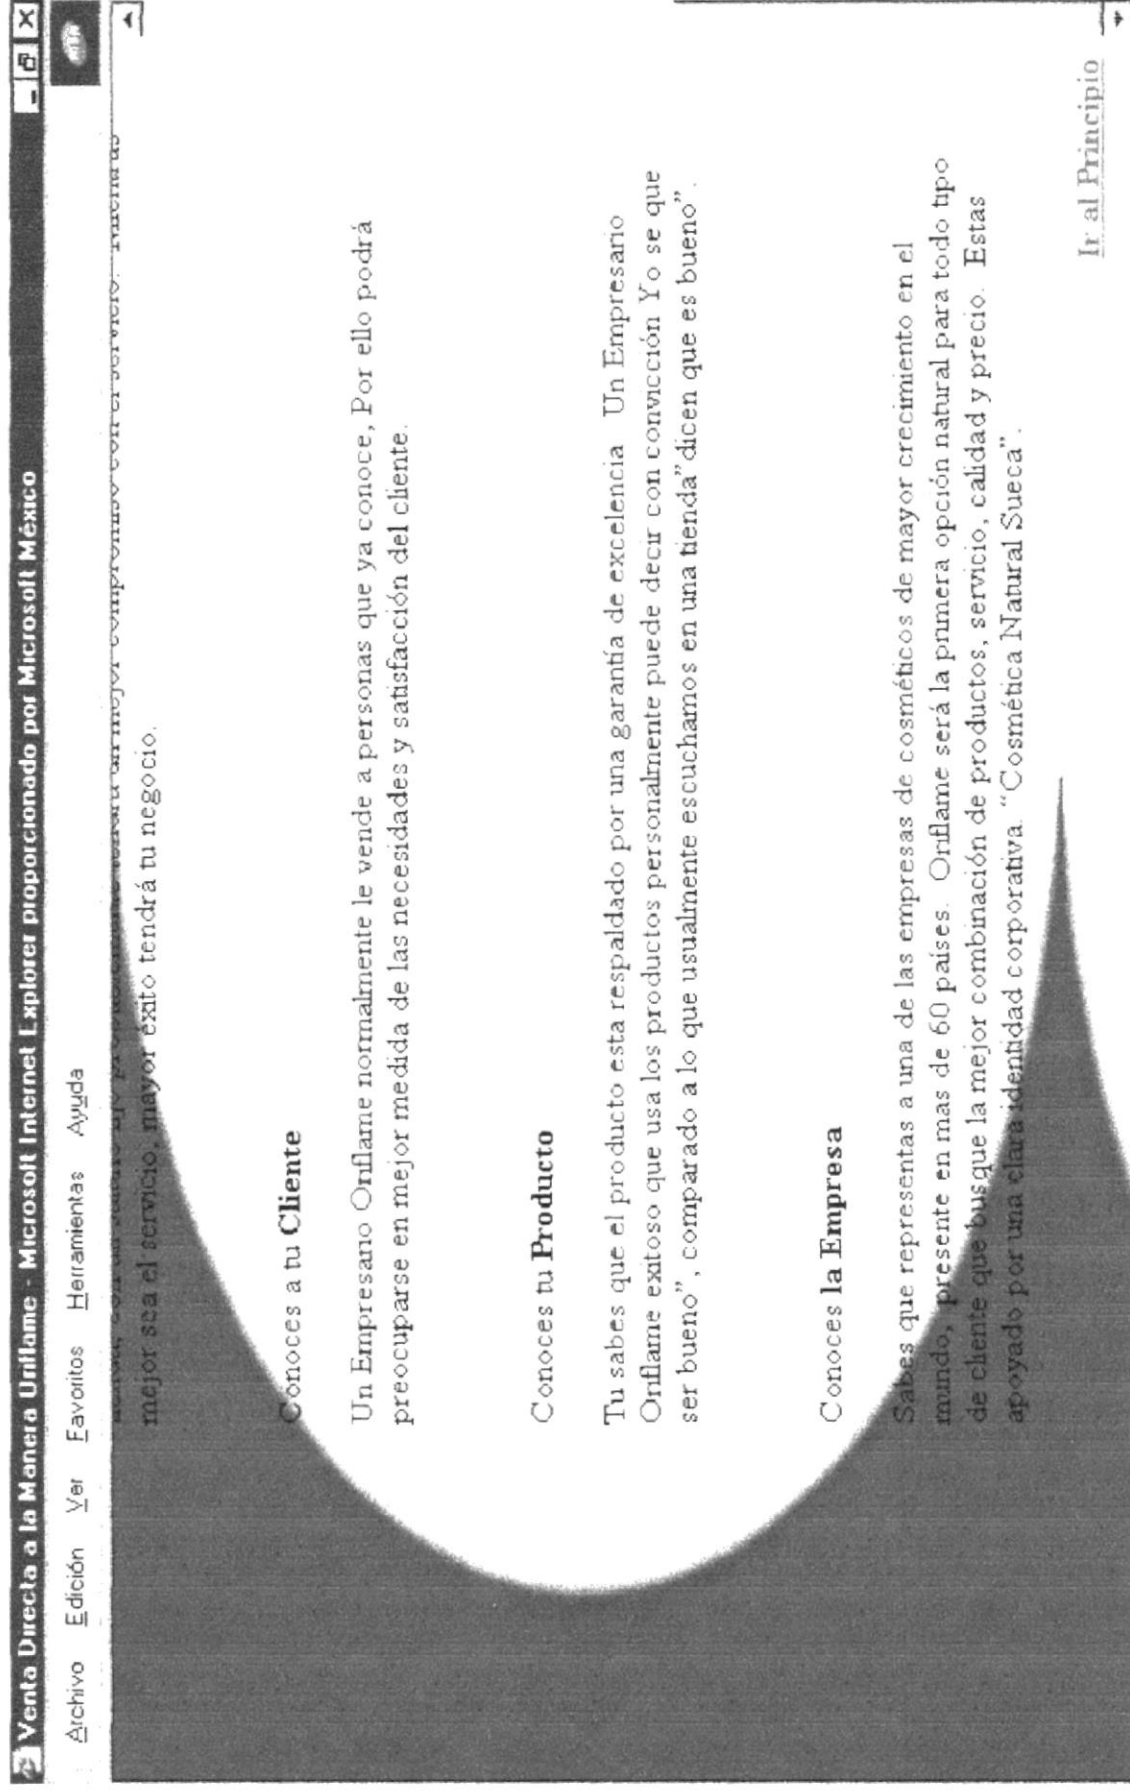 Venta Directa a la Manera Oriflame - Microsoft Internet Explorer proporcionado por Microsoft México
Archivo Edición Ver Favoritos Herramientas Ayuda
mejor compromiso con el servicio. Mientras
mejor sea el servicio, mayor éxito tendrá tu negocio.
Conoces a tu Cliente
Un Empresario Oriflame normalmente le vende a personas que ya conoce, Por ello podrá
preocuparse en mejor medida de las necesidades y satisfacción del cliente.
Conoces tu Producto
Tu sabes que el producto esta respaldado por una garantía de excelencia Un Empresario
Oriflame exitoso que usa los productos personalmente puede decir con convicción Yo se que
ser bueno", comparado a lo que usualmente escuchamos en una tienda"dicen que es bueno".
Conoces la Empresa
Sabes que representas a una de las empresas de cosméticos de mayor crecimiento en el
mundo, presente en mas de 60 países. Oriflame será la primera opción natural para todo tipo
de cliente que busque la mejor combinación de productos, servicio, calidad y precio. Estas
apoyado por una clara identidad corporativa. "Cosmética Natural Sueca".
Ir al Principio